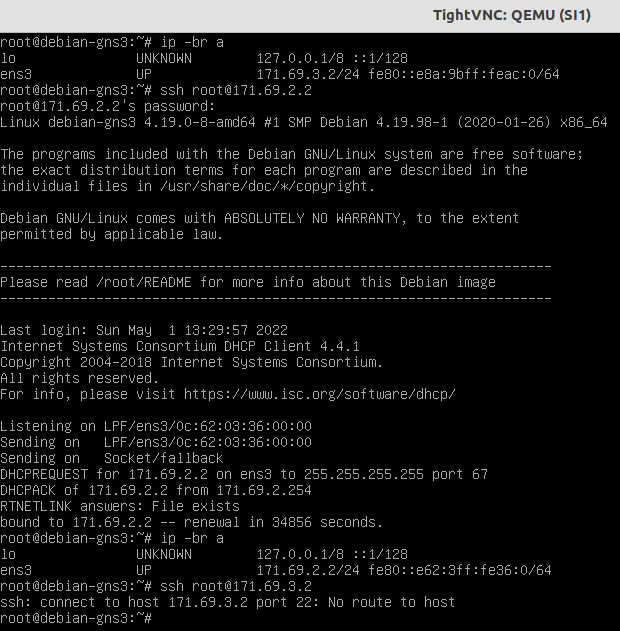 TightVNC: QEMU (SI1)
root@debian-gns3:~# ip -br a
lo               UNKNOWN        127.0.0.1/8 ::1/128
ens3             UP             171.69.3.2/24 fe80::e8a:9bff:feac:0/64
root@debian-gns3:~# ssh root@171.69.2.2
root@171.69.2.2's password:
Linux debian-gns3 4.19.0-8-amd64 #1 SMP Debian 4.19.98-1 (2020-01-26) x86_64
The programs included with the Debian GNU/Linux system are free software;
the exact distribution terms for each program are described in the
individual files in /usr/share/doc/*/copyright.
Debian GNU/Linux comes with ABSOLUTELY NO WARRANTY, to the extent
permitted by applicable law.
---------------------------------------------------------------------
Please read /root/README for more info about this Debian image
---------------------------------------------------------------------
Last login: Sun May  1 13:29:57 2022
Internet Systems Consortium DHCP Client 4.4.1
Copyright 2004-2018 Internet Systems Consortium.
All rights reserved.
For info, please visit https://www.isc.org/software/dhcp/
Listening on LPF/ens3/0c:62:03:36:00:00
Sending on   LPF/ens3/0c:62:03:36:00:00
Sending on   Socket/fallback
DHCPREQUEST for 171.69.2.2 on ens3 to 255.255.255.255 port 67
DHCPACK of 171.69.2.2 from 171.69.2.254
RTNETLINK answers: File exists
bound to 171.69.2.2 -- renewal in 34856 seconds.
root@debian-gns3:~# ip -br a
lo               UNKNOWN        127.0.0.1/8 ::1/128
ens3             UP             171.69.2.2/24 fe80::e62:3ff:fe36:0/64
root@debian-gns3:~# ssh root@171.69.3.2
ssh: connect to host 171.69.3.2 port 22: No route to host
root@debian-gns3:~#